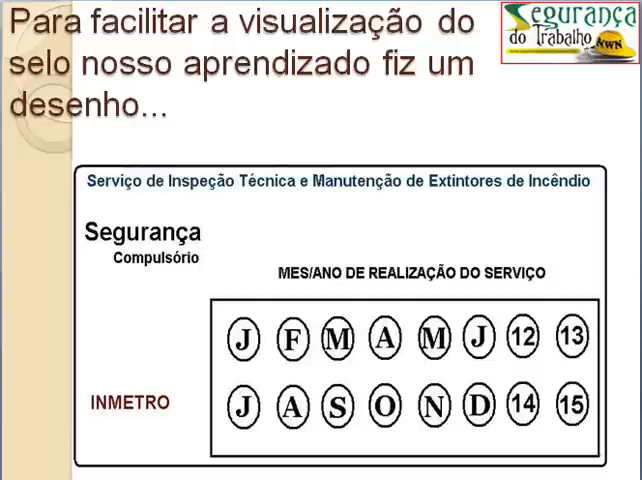 Para facilitar a visualização do
selo nosso aprendizado fiz um
desenho...
Segurança
do Trabalho
NWN
Serviço de Inspeção Técnica e Manutenção de Extintores de Incêndio
Segurança
Compulsório
MES/ANO DE REALIZAÇÃO DO SERVIÇO
J F M A M J 12 13
INMETRO
J A S O N D 14 15